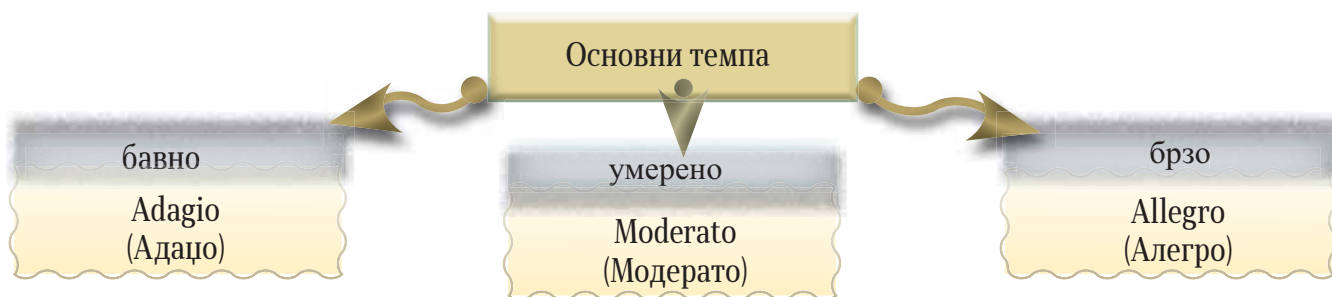 Основни темпа
бавно
Adagio
(Адаџо)
умерено
Moderato
(Модерато)
брзо
Allegro
(Алегро)